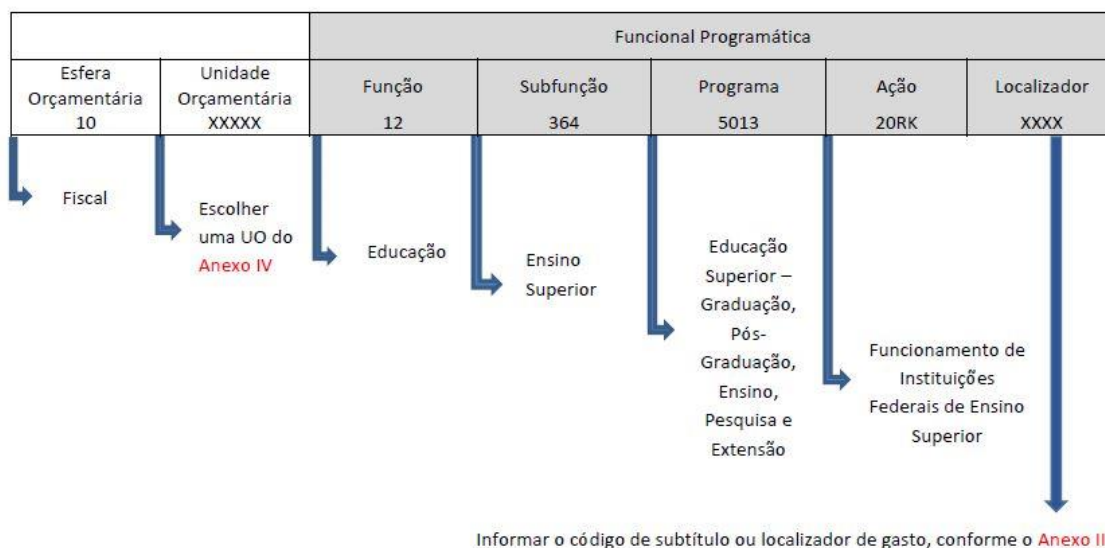 Funcional Programática
Esfera
Orçamentária
10
Unidade
Orçamentária
XXXXX
Função
12
Subfunção
364
Programa
5013
Ação
20RK
Localizador
XXXX
Fiscal
Escolher
uma UO do
Anexo IV
Educação
Ensino
Superior
Educação
Superior –
Graduação,
Pós-
Graduação,
Ensino,
Pesquisa e
Extensão
Funcionamento de
Instituições
Federais de Ensino
Superior
Informar o código de subtítulo ou localizador de gasto, conforme o Anexo II